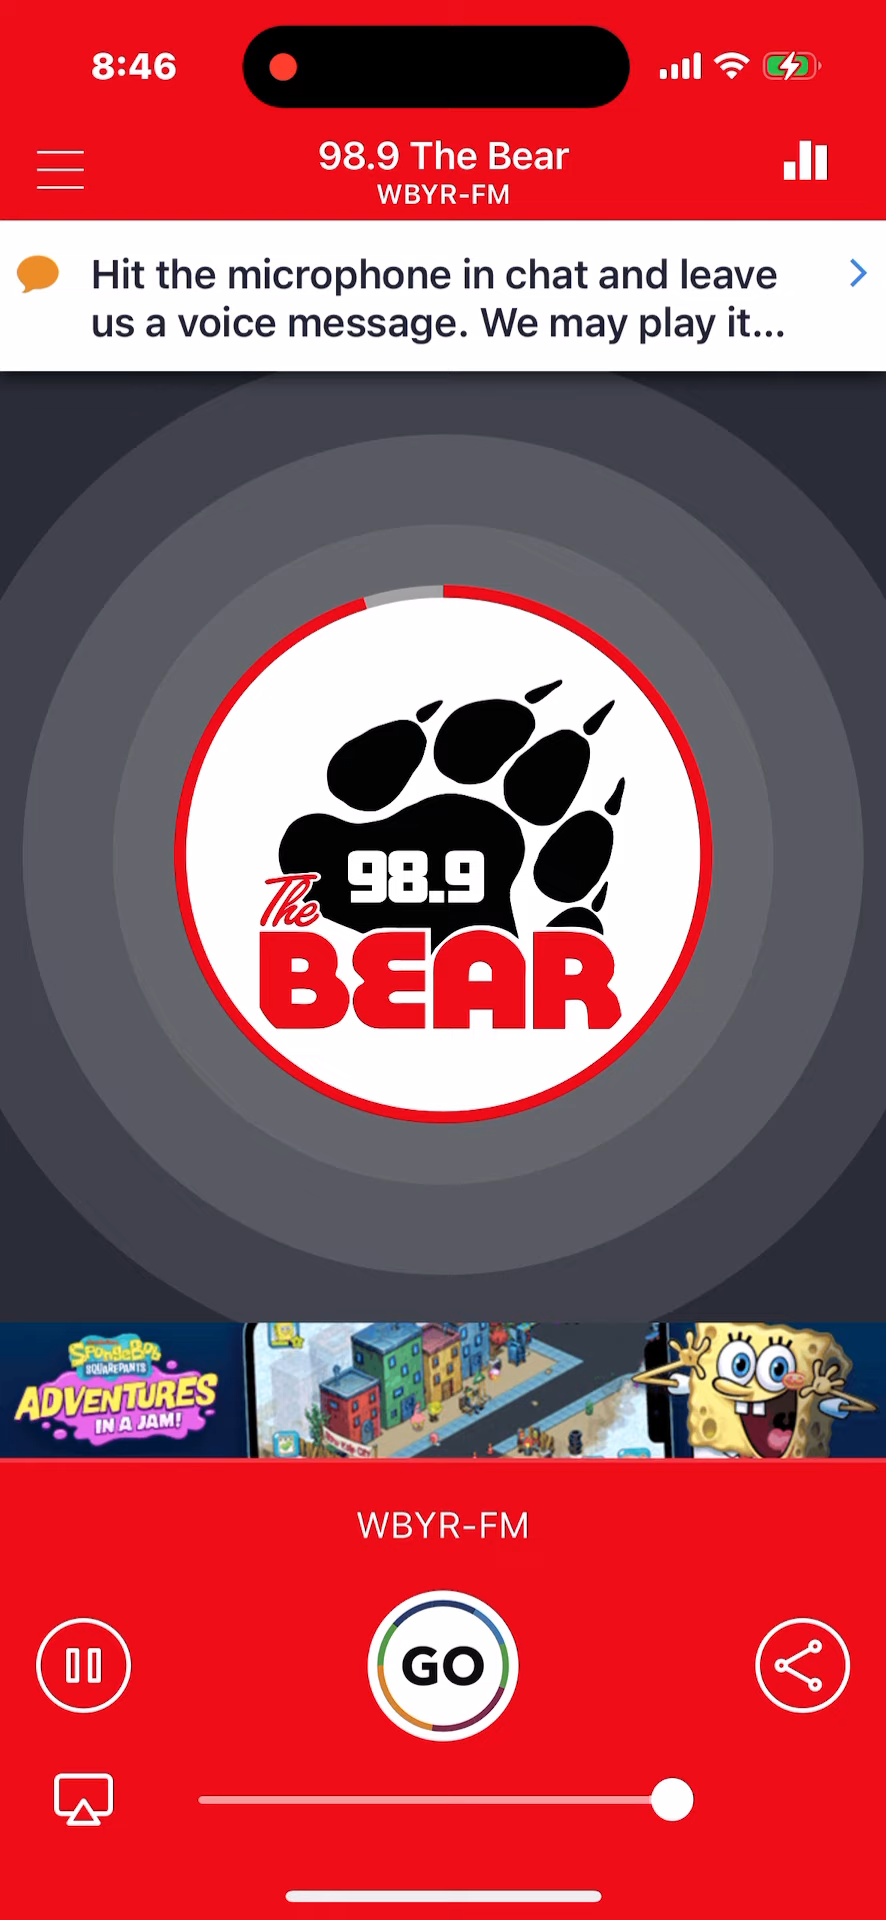 8:46
98.9 The Bear
WBYR-FM
Hit the microphone in chat and leave
us a voice message. We may play it...
98.9
The
BEAR
SpongeBob
SQUAREPANTS
ADVENTURES
IN A JAM!
WBYR-FM
GO